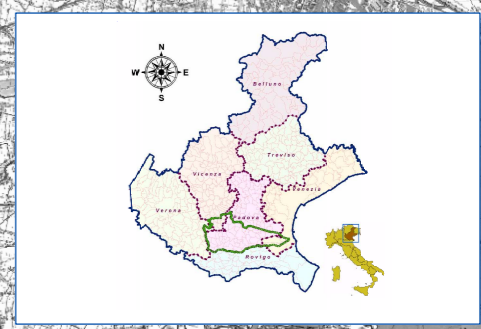 N
W E
S
Belluno
Treviso
Vicenza
Venezia
Verona
Padova
Rovigo